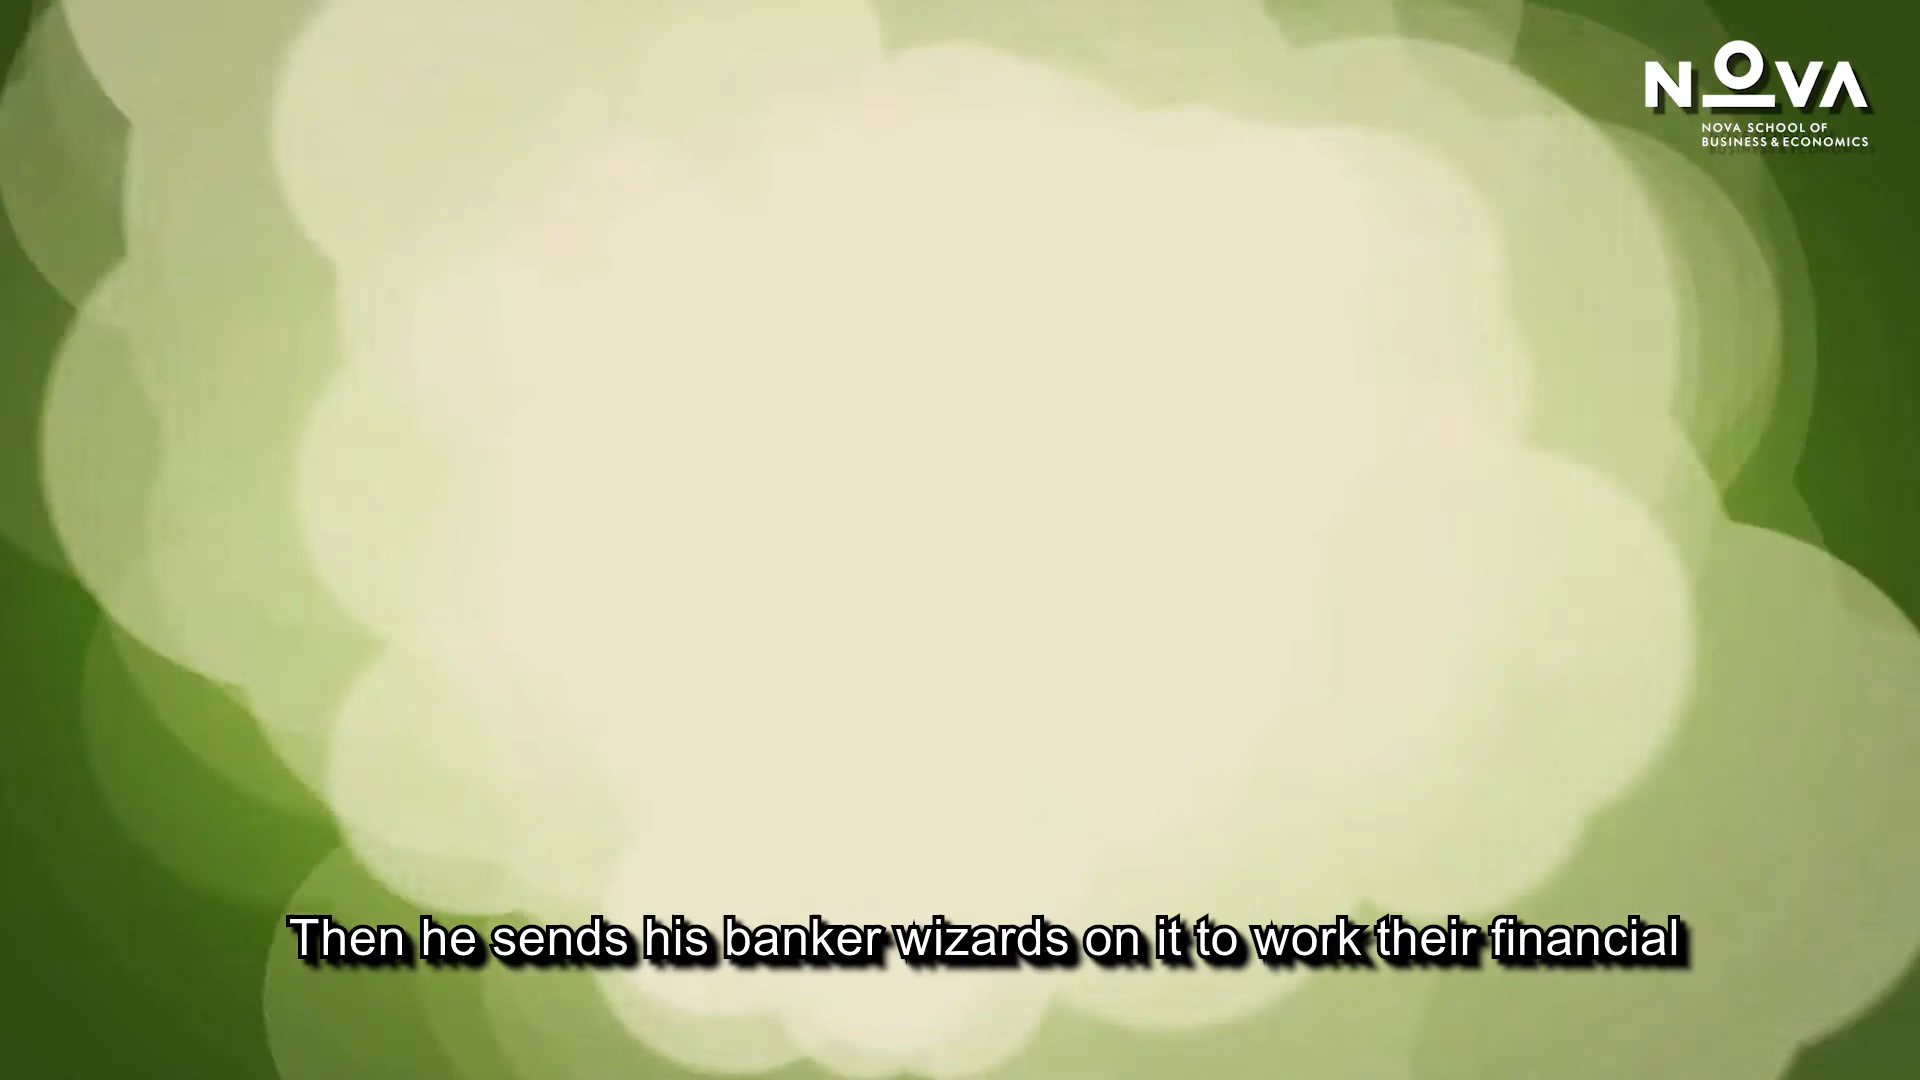 NOVA
NOVA SCHOOL OF
BUSINESS & ECONOMICS
Then he sends his banker wizards on it to work their financial